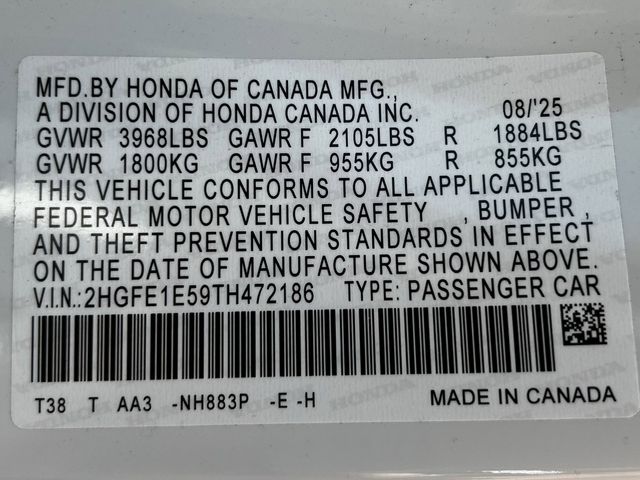 MFD.BY HONDA OF CANADA MFG.,
A DIVISION OF HONDA CANADA INC. 08/'25
GVWR 3968LBS GAWR F 2105LBS R 1884LBS
GVWR 1800KG GAWR F 955KG R 855KG
THIS VEHICLE CONFORMS TO ALL APPLICABLE
FEDERAL MOTOR VEHICLE SAFETY , BUMPER ,
AND THEFT PREVENTION STANDARDS IN EFFECT
ON THE DATE OF MANUFACTURE SHOWN ABOVE.
V.I.N.:2HGFE1E59TH472186 TYPE: PASSENGER CAR
T38 T AA3 -NH883P -E -H MADE IN CANADA